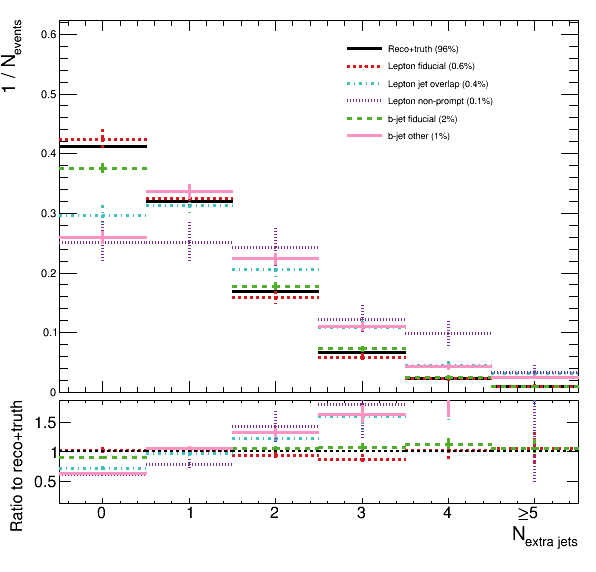 1 / N_events
0.6
0.5
0.4
0.3
0.2
0.1
0
Reco+truth (96%)
Lepton fiducial (0.6%)
Lepton jet overlap (0.4%)
Lepton non-prompt (0.1%)
b-jet fiducial (2%)
b-jet other (1%)
Ratio to reco+truth
1.5
1
0.5
0 1 2 3 4 ≥5
N_extra jets